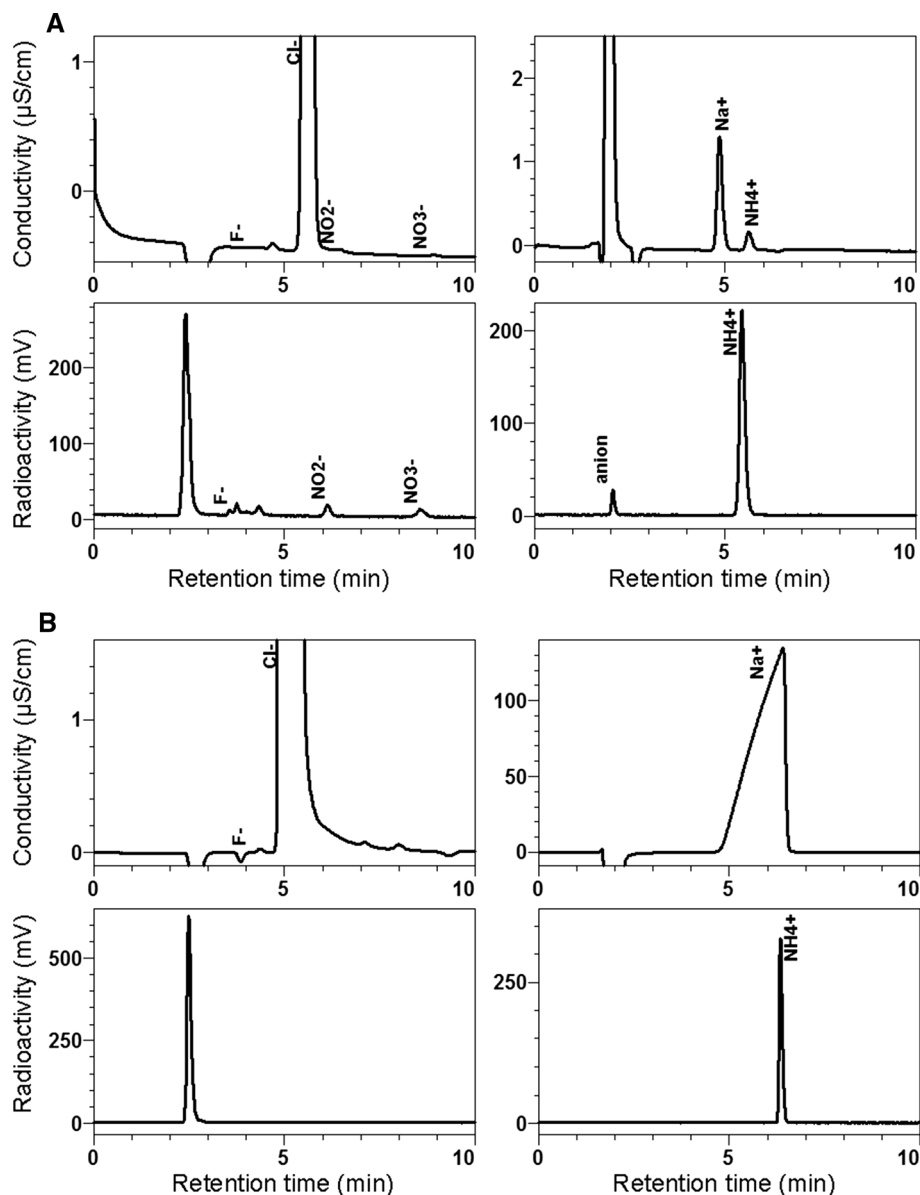 A
Conductivity (µS/cm)
1
0
Cl-
F-
NO2-
NO3-
0
5
10
2
1
0
Na+
NH4+
0
5
10
Radioactivity (mV)
200
100
0
F-
NO2-
NO3-
0
5
10
Retention time (min)
200
100
0
anion
NH4+
0
5
10
Retention time (min)
B
Conductivity (µS/cm)
1
0
Cl-
F-
0
5
10
100
50
0
Na+
0
5
10
Radioactivity (mV)
500
250
0
0
5
10
Retention time (min)
250
0
NH4+
0
5
10
Retention time (min)